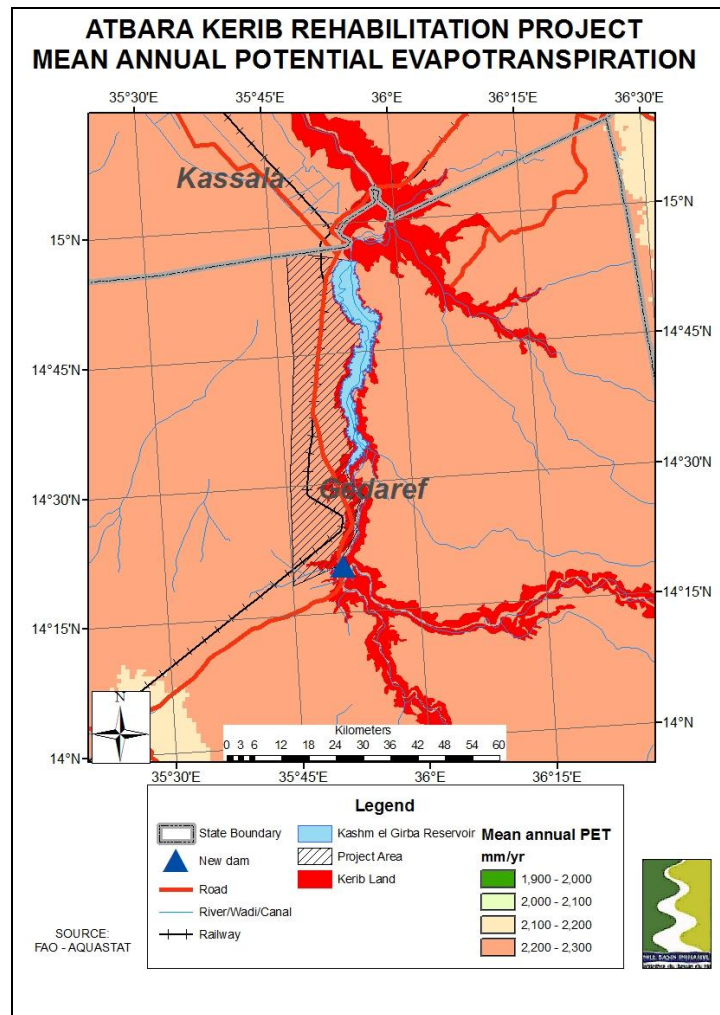 ATBARA KERIB REHABILITATION PROJECT
MEAN ANNUAL POTENTIAL EVAPOTRANSPIRATION
35°30'E 35°45'E 36°E 36°15'E 36°30'E
Kassala
15°N
15°N
14°45'N
14°45'N
14°30'N
Gedaref
14°30'N
14°15'N
14°15'N
N
14°N
14°N
Kilometers
0 3 6 12 18 24 30 36 42 48 54 60
35°30'E 35°45'E 36°E 36°15'E
Legend
State Boundary
New dam
Road
River/Wadi/Canal
Railway
Kashm el Girba Reservoir
Project Area
Kerib Land
Mean annual PET
mm/yr
1,900 - 2,000
2,000 - 2,100
2,100 - 2,200
2,200 - 2,300
SOURCE:
FAO - AQUASTAT
NILE BASIN INITIATIVE